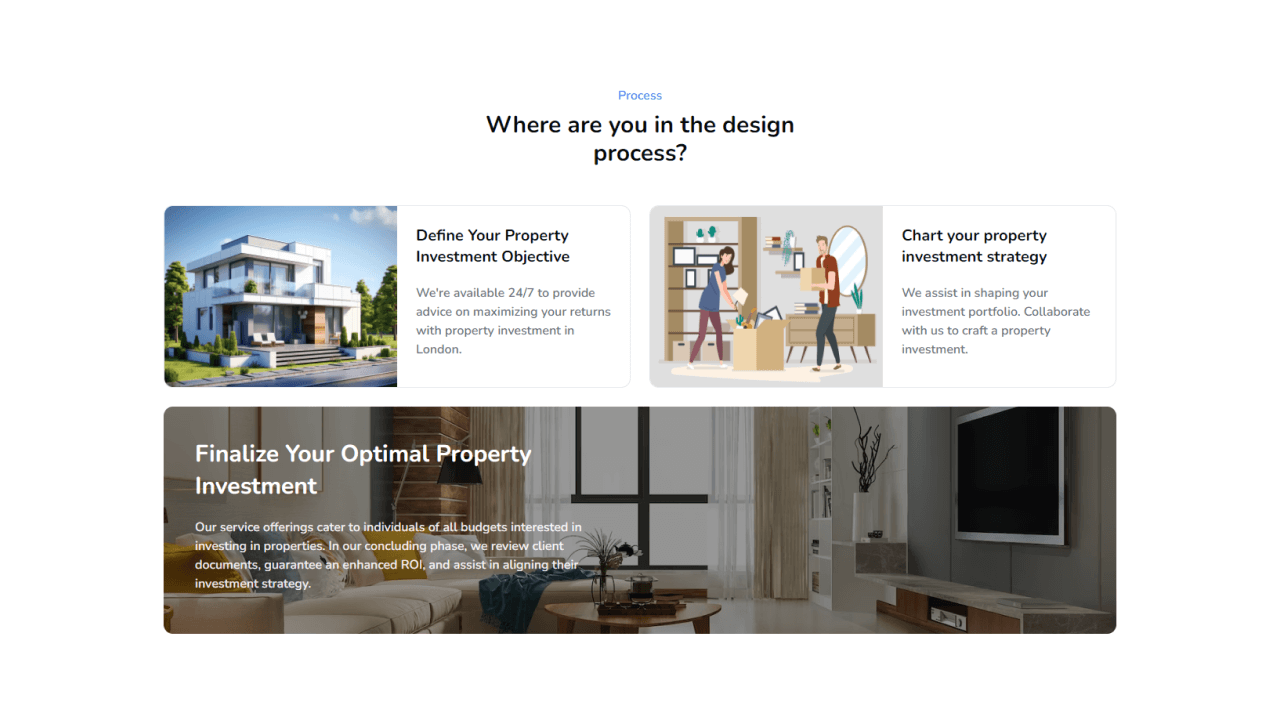 Process
Where are you in the design
process?
Define Your Property
Investment Objective
We're available 24/7 to provide
advice on maximizing your returns
with property investment in
London.
Chart your property
investment strategy
We assist in shaping your
investment portfolio. Collaborate
with us to craft a property
investment.
Finalize Your Optimal Property
Investment
Our service offerings cater to individuals of all budgets interested in
investing in properties. In our concluding phase, we review client
documents, guarantee an enhanced ROI, and assist in aligning their
investment strategy.